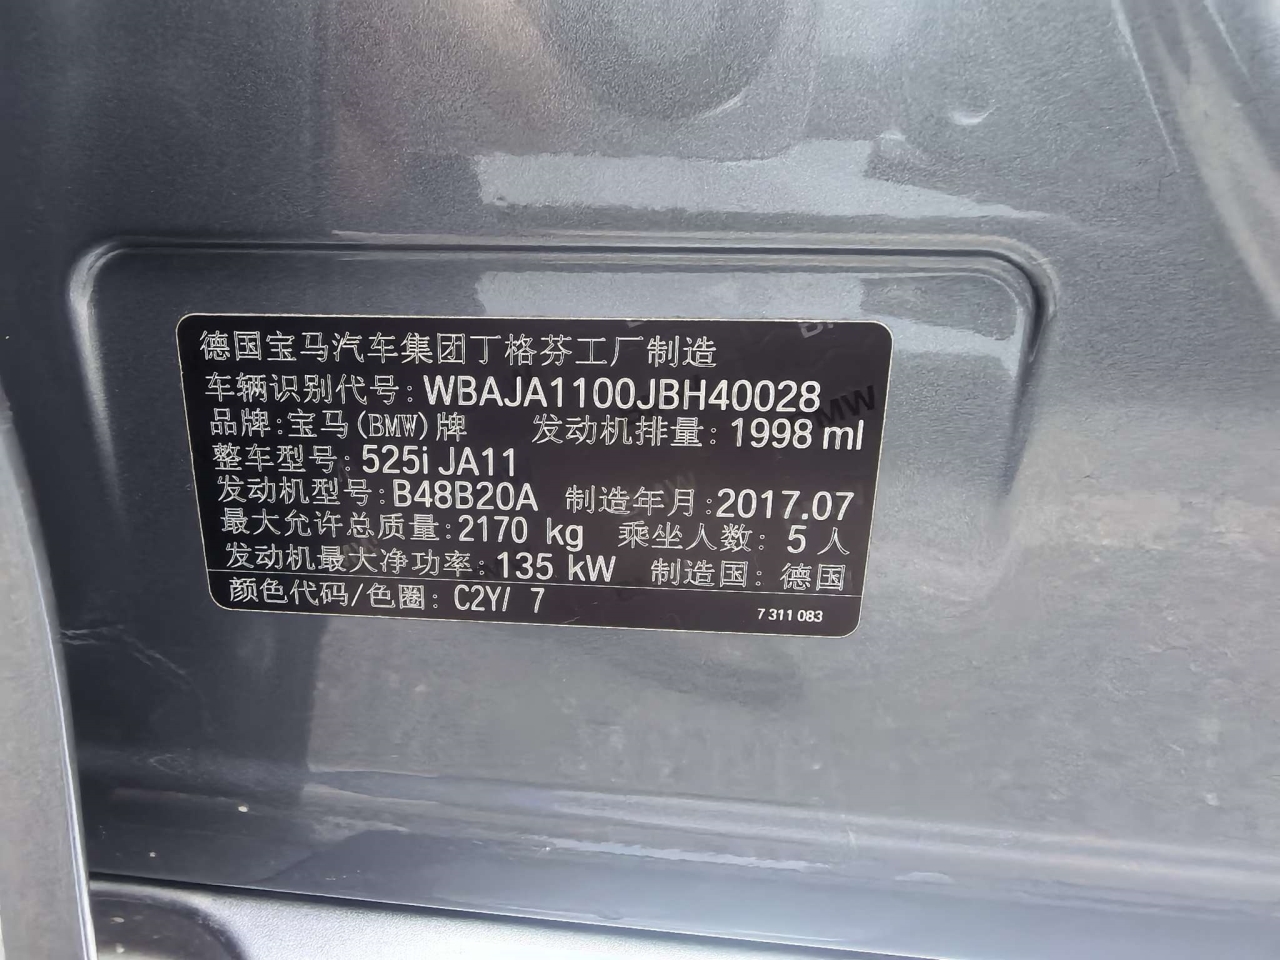 德国宝马汽车集团丁格芬工厂制造
车辆识别代号: WBAJA1100JBH40028
品牌:宝马(BMW)牌 发动机排量: 1998 ml
整车型号: 525i JA11
发动机型号: B48B20A 制造年月:2017.07
最大允许总质量:2170 kg 乘坐人数: 5 人
发动机最大净功率: 135 kW 制造国: 德国
颜色代码/色圈: C2Y/ 7 7 311 083